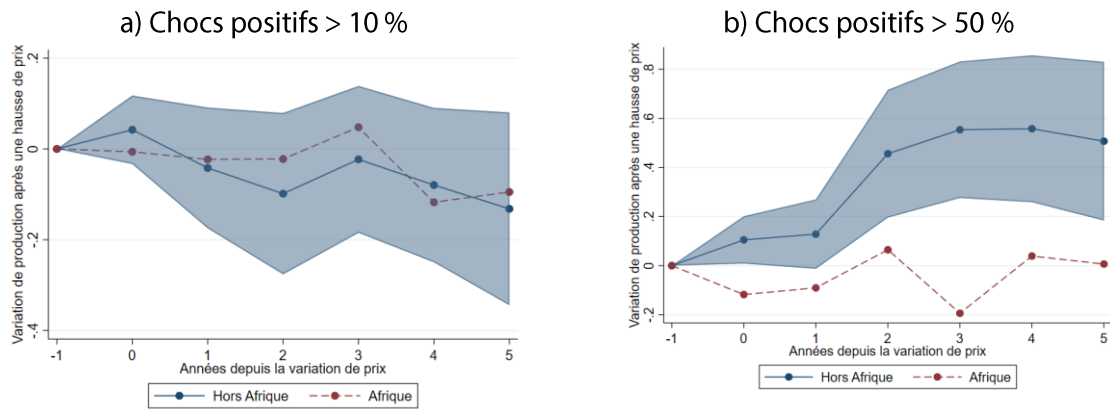 a) Chocs positifs > 10 %
Variation de production après une hausse de prix
.2
0
-.2
-.4
-1
0
1
2
3
4
5
Années depuis la variation de prix
Hors Afrique
Afrique
b) Chocs positifs > 50 %
Variation de production après une hausse de prix
.8
.6
.4
.2
0
-.2
-1
0
1
2
3
4
5
Années depuis la variation de prix
Hors Afrique
Afrique